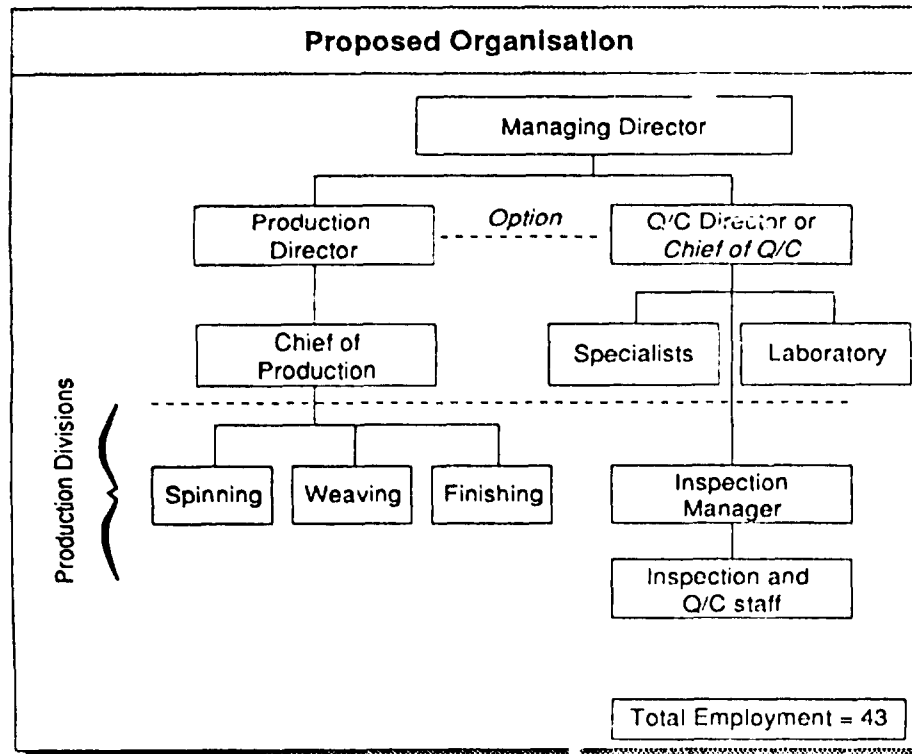 Proposed Organisation
Managing Director
Production
Director
Option
Q/C Director or
Chief of Q/C
Chief of
Production
Specialists
Laboratory
Production Divisions
Spinning
Weaving
Finishing
Inspection
Manager
Inspection and
Q/C staff
Total Employment = 43